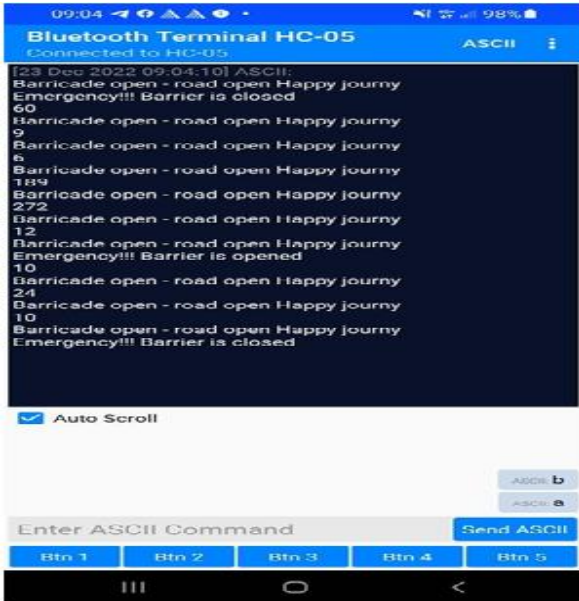 09:04
98%
Bluetooth Terminal HC-05
Connected to HC-05
ASCII
[23 Dec 2022 09:04:10] ASCII:
Barricade open - road open Happy journy
Emergency!!! Barrier is closed
60
Barricade open - road open Happy journy
9
Barricade open - road open Happy journy
6
Barricade open - road open Happy journy
189
Barricade open - road open Happy journy
272
Barricade open - road open Happy journy
12
Barricade open - road open Happy journy
Emergency!!! Barrier is opened
10
Barricade open - road open Happy journy
24
Barricade open - road open Happy journy
10
Barricade open - road open Happy journy
Emergency!!! Barrier is closed
Auto Scroll
ASCII: b
ASCII: a
Enter ASCII Command
Send ASCII
Btn 1 Btn 2 Btn 3 Btn 4 Btn 5